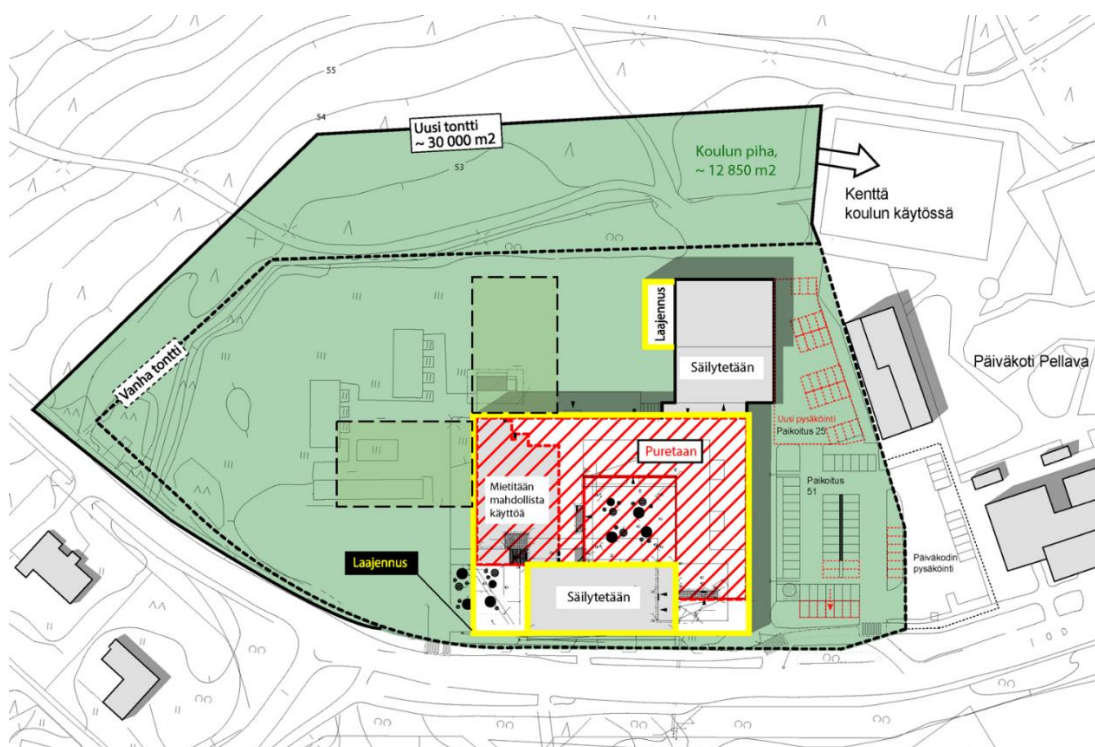 55
54
Uusi tontti
~ 30 000 m2
53
Koulun piha,
~ 12 850 m2
Kenttä
koulun käytössä
Vanha tontti
Laajennus
Säilytetään
Päiväkoti Pellava
Uusi pysäköinti
Paikoitus 25
Puretaan
Mietitään
mahdollista
käyttöä
Paikoitus
51
Laajennus
Säilytetään
Päiväkodin
pysäköinti